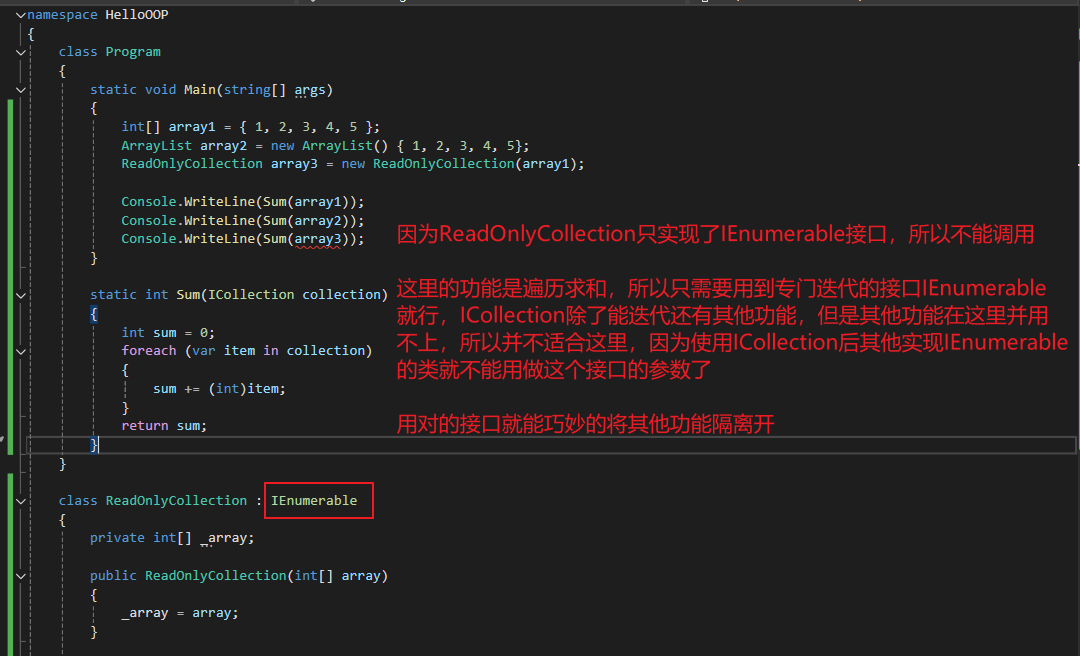 namespace HelloOOP
{
class Program
{
static void Main(string[] args)
{
int[] array1 = { 1, 2, 3, 4, 5 };
ArrayList array2 = new ArrayList() { 1, 2, 3, 4, 5};
ReadOnlyCollection array3 = new ReadOnlyCollection(array1);
Console.WriteLine(Sum(array1));
Console.WriteLine(Sum(array2));
Console.WriteLine(Sum(array3));
因为ReadOnlyCollection只实现了IEnumerable接口，所以不能调用
}
static int Sum(ICollection collection)
{
int sum = 0;
foreach (var item in collection)
{
sum += (int)item;
}
return sum;
}
这里的功能是遍历求和，所以只需要用到专门迭代的接口IEnumerable
就行，ICollection除了能迭代还有其他功能，但是其他功能在这里并用
不上，所以并不适合这里，因为使用ICollection后其他实现IEnumerable
的类就不能用做这个接口的参数了
用对的接口就能巧妙的将其他功能隔离开
}
class ReadOnlyCollection : IEnumerable
{
private int[] _array;
public ReadOnlyCollection(int[] array)
{
_array = array;
}